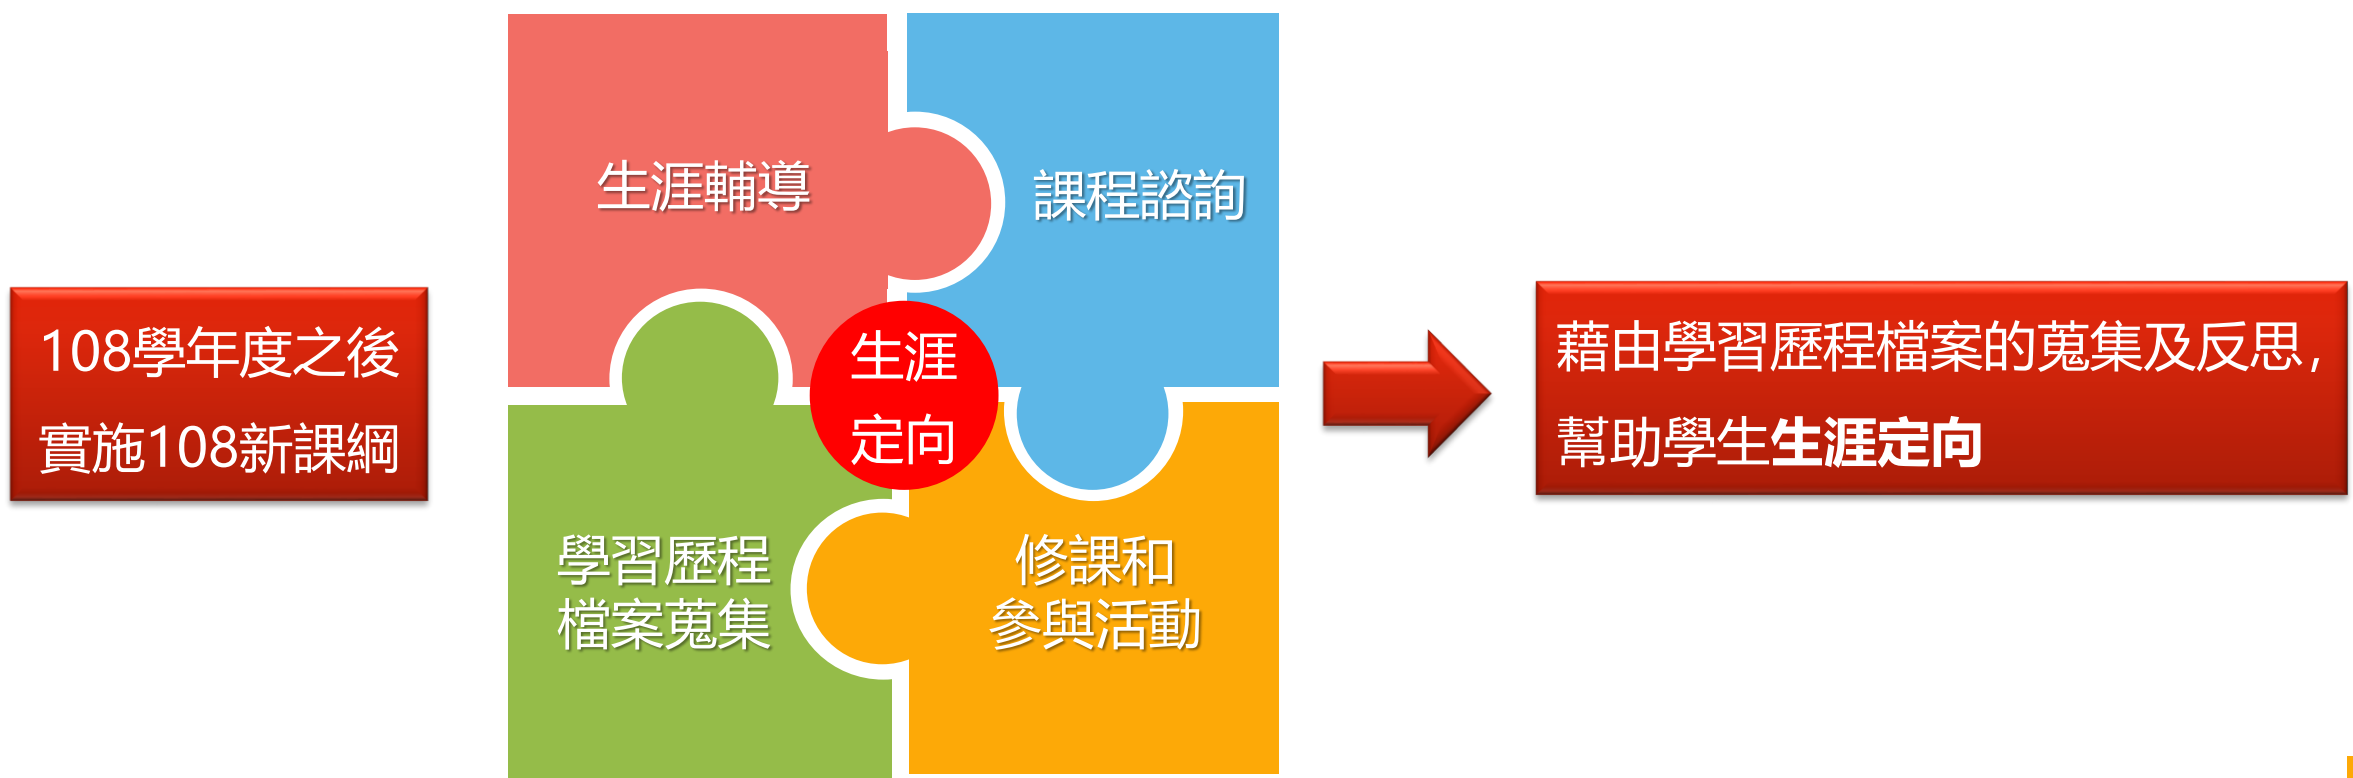 108學年度之後
實施108新課綱
生涯輔導
課程諮詢
生涯
定向
學習歷程
檔案蒐集
修課和
參與活動
藉由學習歷程檔案的蒐集及反思,
幫助學生生涯定向